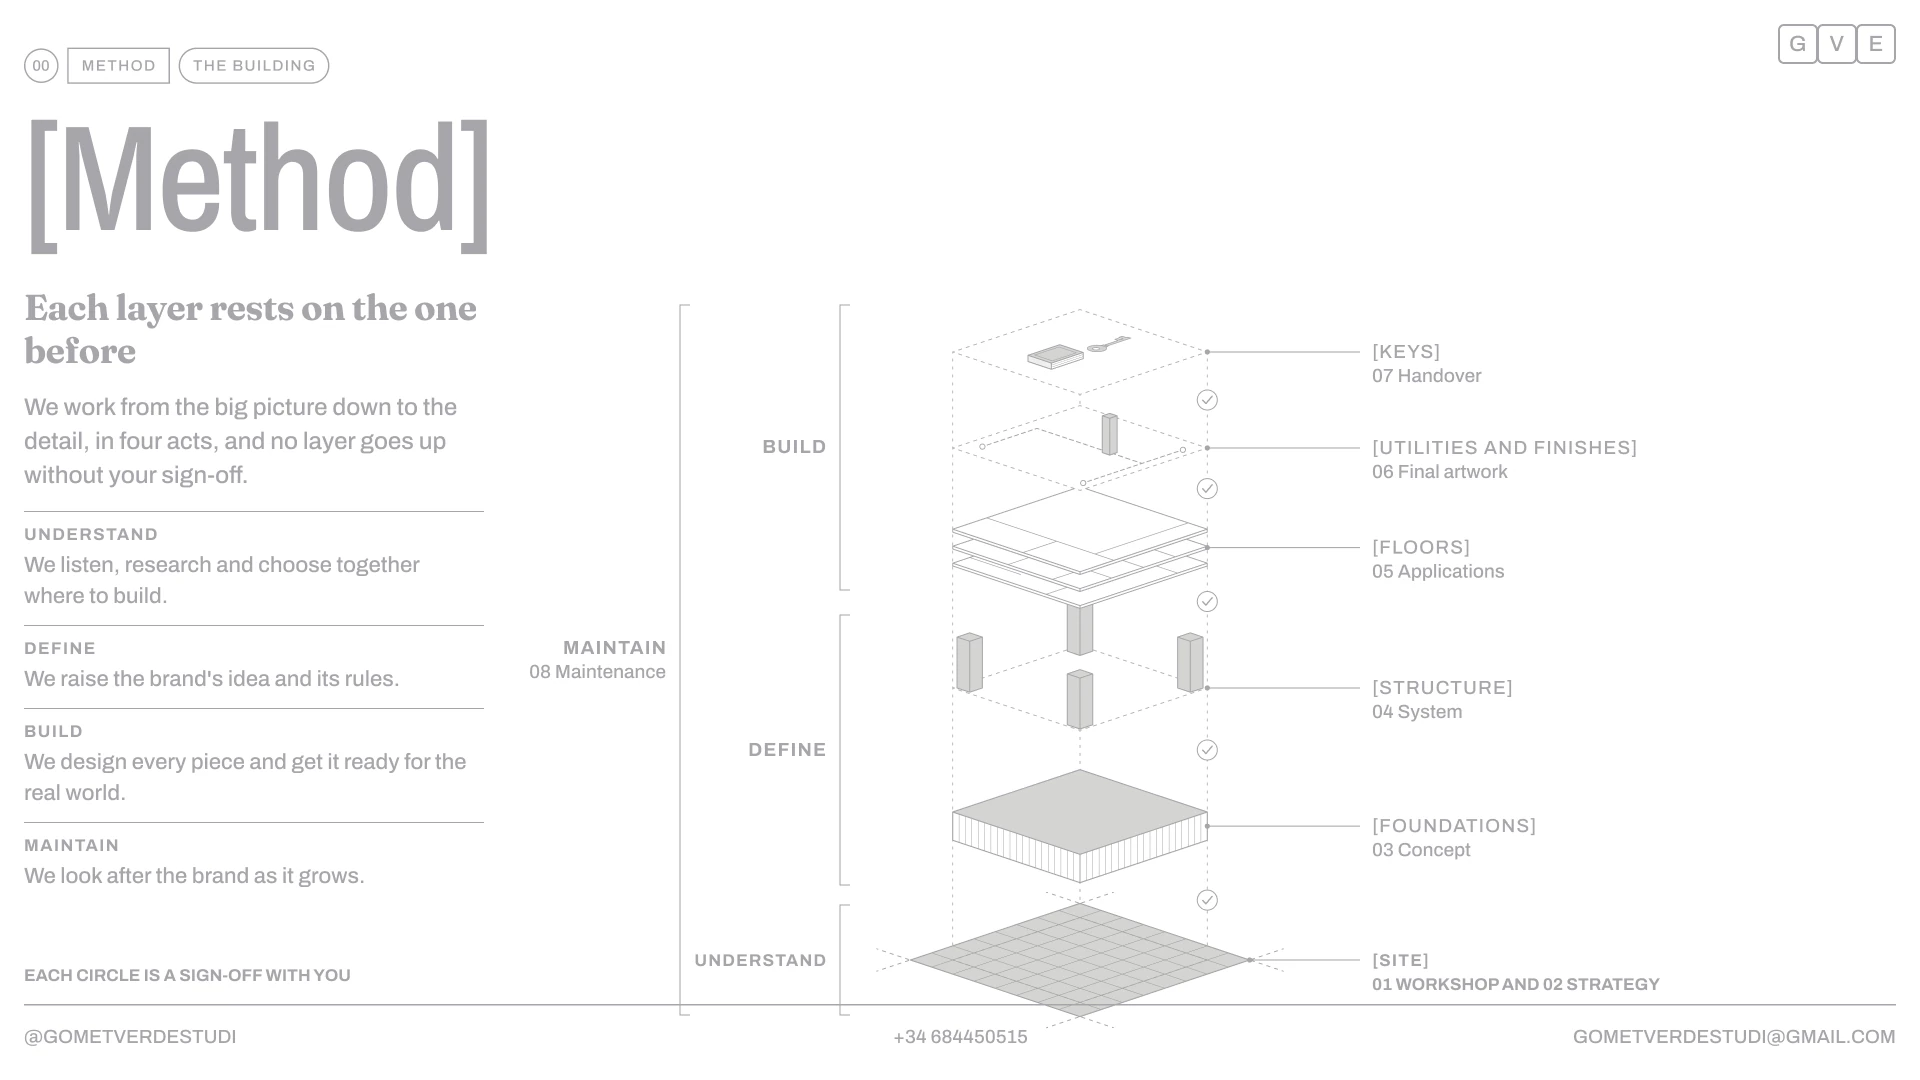 00 METHOD THE BUILDING
G V E
[Method]
Each layer rests on the one
before
We work from the big picture down to the
detail, in four acts, and no layer goes up
without your sign-off.
UNDERSTAND
We listen, research and choose together
where to build.
DEFINE
We raise the brand's idea and its rules.
BUILD
We design every piece and get it ready for the
real world.
MAINTAIN
We look after the brand as it grows.
EACH CIRCLE IS A SIGN-OFF WITH YOU
MAINTAIN
08 Maintenance
BUILD
DEFINE
UNDERSTAND
[KEYS]
07 Handover
[UTILITIES AND FINISHES]
06 Final artwork
[FLOORS]
05 Applications
[STRUCTURE]
04 System
[FOUNDATIONS]
03 Concept
[SITE]
01 WORKSHOP AND 02 STRATEGY
@GOMETVERDESTUDI
+34 684450515
GOMETVERDESTUDI@GMAIL.COM